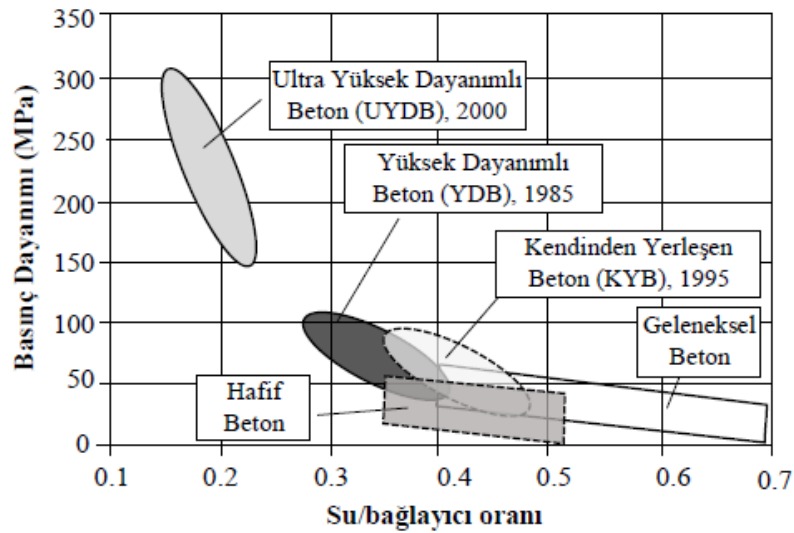 350
300
250
200
150
100
50
0
Basınç Dayanımı (MPa)
Ultra Yüksek Dayanımlı
Beton (UYDB), 2000
Yüksek Dayanımlı
Beton (YDB), 1985
Kendinden Yerleşen
Beton (KYB), 1995
Geleneksel
Beton
Hafif
Beton
0.1 0.2 0.3 0.4 0.5 0.6 0.7
Su/bağlayıcı oranı